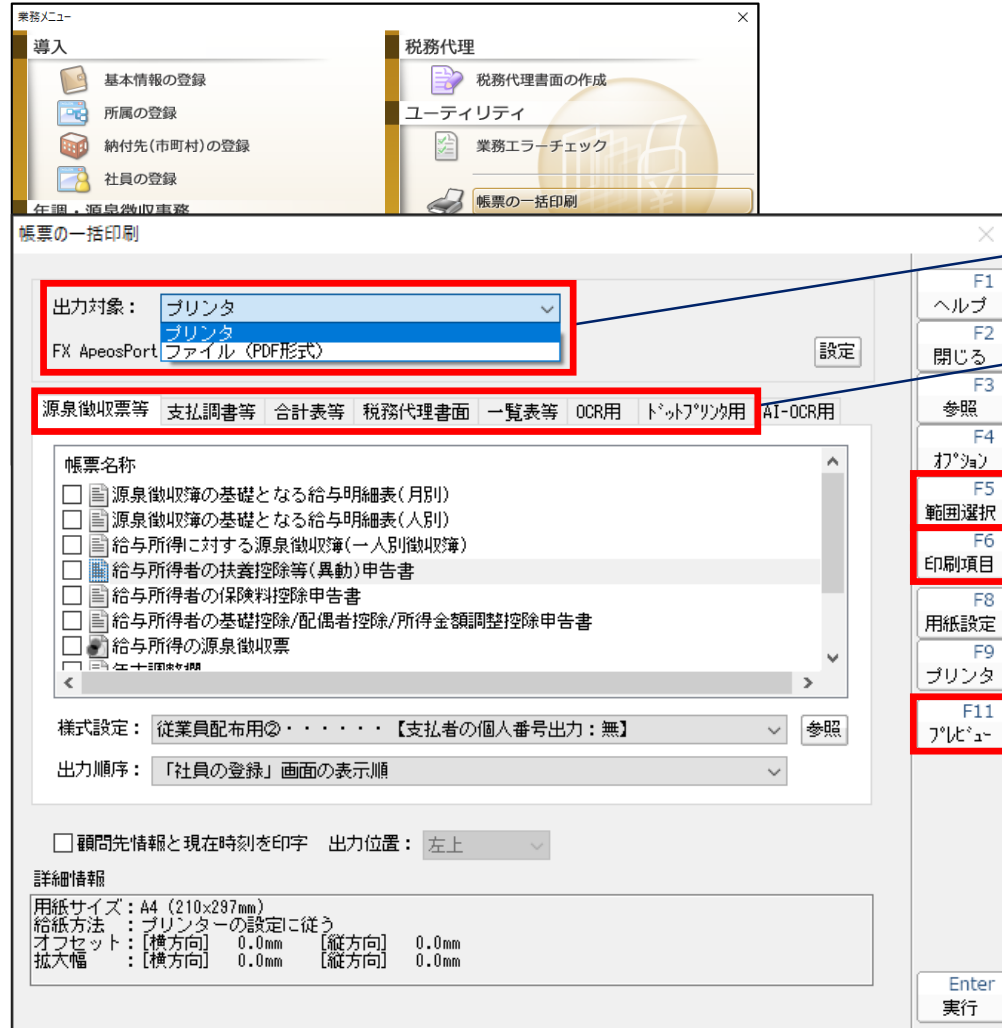 業務メニュー
導入
基本情報の登録
所属の登録
納付先(市町村)の登録
社員の登録
年調・源泉徴収事務
税務代理
税務代理書面の作成
ユーティリティ
業務エラーチェック
帳票の一括印刷
帳票の一括印刷
出力対象： プリンタ
プリンタ
FX ApeosPort ファイル（PDF形式）
設定
源泉徴収票等 支払調書等 合計表等 税務代理書面 一覧表等 OCR用 ﾄﾞｯﾄﾌﾟﾘﾝﾀ用 AI-OCR用
帳票名称
源泉徴収簿の基礎となる給与明細表(月別)
源泉徴収簿の基礎となる給与明細表(人別)
給与所得に対する源泉徴収簿(一人別徴収簿)
給与所得者の扶養控除等(異動)申告書
給与所得者の保険料控除申告書
給与所得者の基礎控除/配偶者控除/所得金額調整控除申告書
給与所得の源泉徴収票
年末調整欄
様式設定： 従業員配布用②・・・・・・【支払者の個人番号出力：無】 参照
出力順序： 「社員の登録」画面の表示順
顧問先情報と現在時刻を印字 出力位置： 左上
詳細情報
用紙サイズ：A4 (210×297mm)
給紙方法 ：プリンターの設定に従う
オフセット：[横方向] 0.0mm [縦方向] 0.0mm
拡大幅 ：[横方向] 0.0mm [縦方向] 0.0mm
F1
ヘルプ
F2
閉じる
F3
参照
F4
ｵﾌﾟｼｮﾝ
F5
範囲選択
F6
印刷項目
F8
用紙設定
F9
プリンタ
F11
ﾌﾟﾚﾋﾞｭｰ
Enter
実行